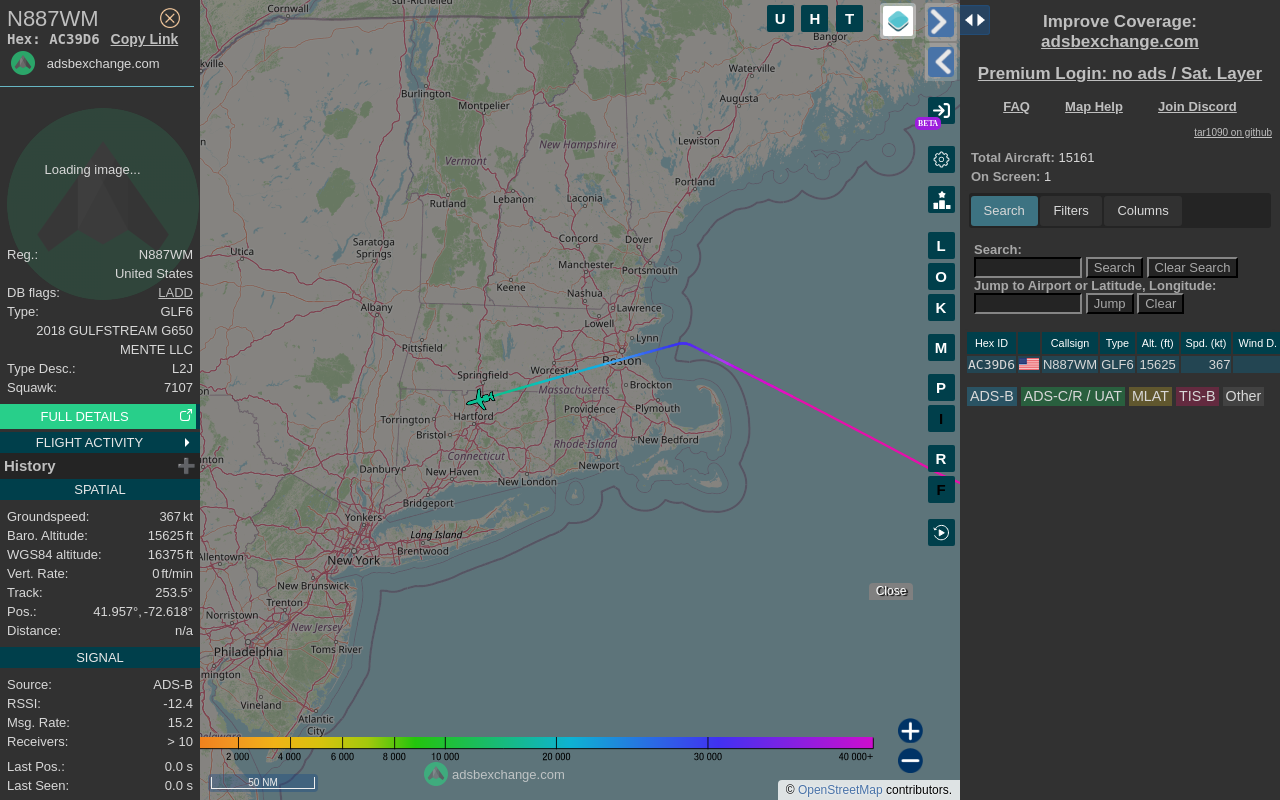 N887WM
Hex: AC39D6 Copy Link
adsbexchange.com
Loading image...
Reg.: N887WM
United States
DB flags: LADD
Type: GLF6
2018 GULFSTREAM G650
MENTE LLC
Type Desc.: L2J
Squawk: 7107
FULL DETAILS
FLIGHT ACTIVITY
History
SPATIAL
Groundspeed: 367 kt
Baro. Altitude: 15625 ft
WGS84 altitude: 16375 ft
Vert. Rate: 0 ft/min
Track: 253.5°
Pos.: 41.957°, -72.618°
Distance: n/a
SIGNAL
Source: ADS-B
RSSI: -12.4
Msg. Rate: 15.2
Receivers: > 10
Last Pos.: 0.0 s
Last Seen: 0.0 s
Cornwall
sur-Richelieu
Bangor
Waterville
Burlington
Augusta
Montpelier
Lewiston
New Hampshire
Vermont
Portland
Rutland
Lebanon
Laconia
Utica
Saratoga
Springs
Concord
Dover
Manchester
Portsmouth
Keene
Nashua
Albany
Lawrence
Lowell
Pittsfield
Lynn
Boston
Springfield
Worcester
Massachusetts
Brockton
Hartford
Torrington
Providence
Plymouth
Bristol
Rhode Island
New Bedford
Connecticut
Danbury
New Haven
Newport
New London
Bridgeport
Yonkers
Long Island
Allentown
New York
Brentwood
New Brunswick
Trenton
Norristown
New Jersey
Philadelphia
Toms River
Vineland
Atlantic
City
2 000 4 000 6 000 8 000 10 000 20 000 30 000 40 000+
adsbexchange.com
50 NM
U H T
BETA
L
O
K
M
P
I
R
F
Close
© OpenStreetMap contributors.
Improve Coverage:
adsbexchange.com
Premium Login: no ads / Sat. Layer
FAQ Map Help Join Discord
tar1090 on github
Total Aircraft: 15161
On Screen: 1
Search Filters Columns
Search:
Search Clear Search
Jump to Airport or Latitude, Longitude:
Jump Clear
Hex ID Callsign Type Alt. (ft) Spd. (kt) Wind D.
AC39D6 N887WM GLF6 15625 367
ADS-B ADS-C/R / UAT MLAT TIS-B Other